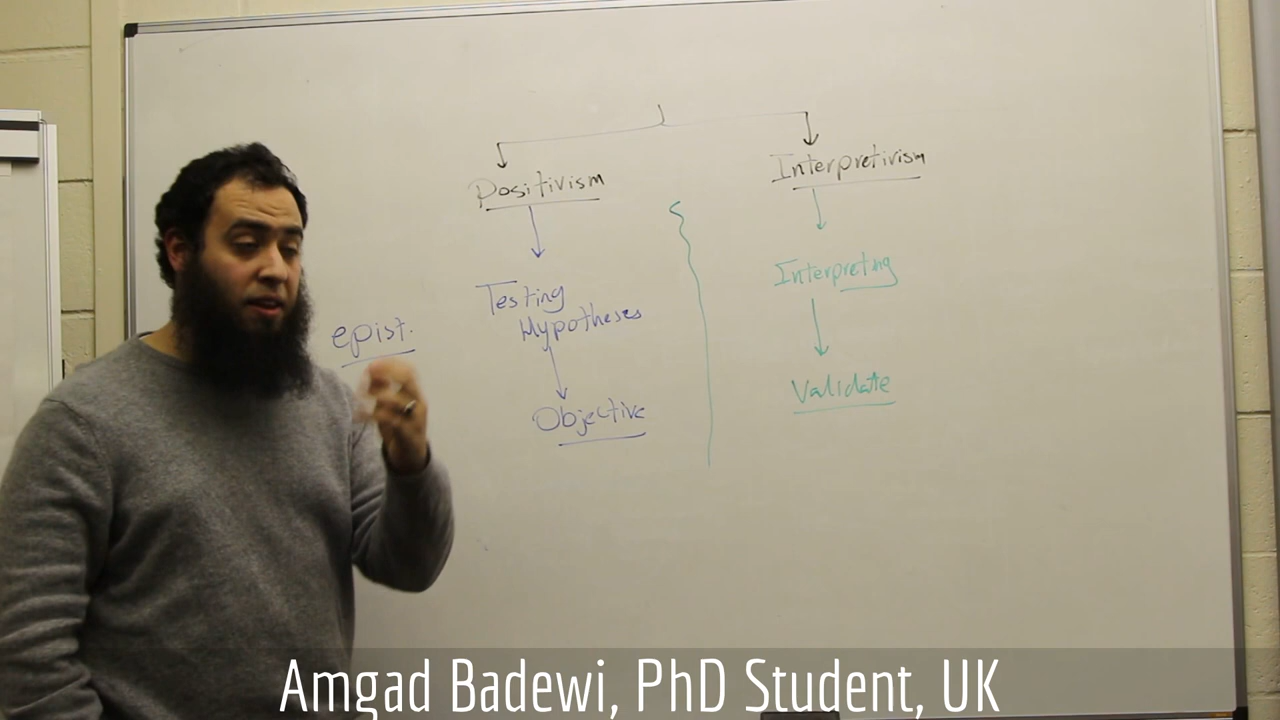 Positivism
Interpretivism
Testing
Hypotheses
Interpreting
epist.
Objective
Validate
Amgad Badewi, PhD Student, UK